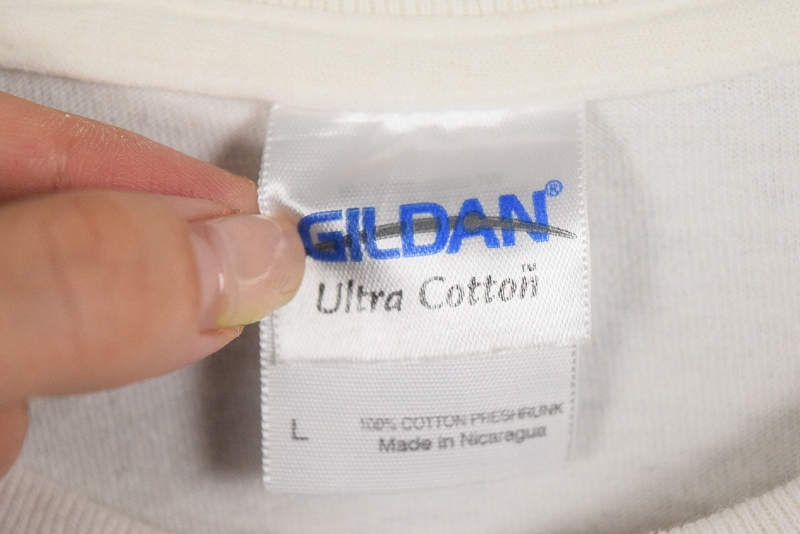 GILDAN®
Ultra Cotton™
L
100% COTTON PRESHRUNK
Made in Nicaragua